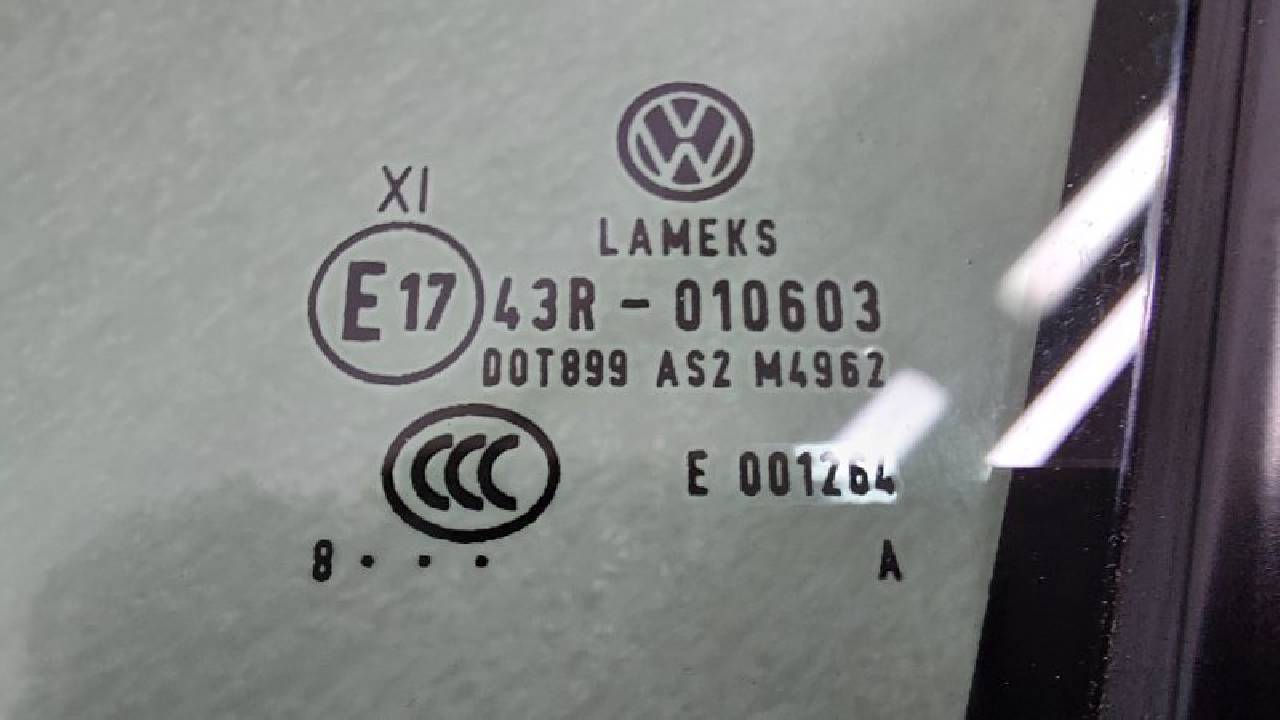 XI
LAMEKS
E 17 43R - 010603
DOT899 AS2 M4962
CCC
E 001264
8 · · · A